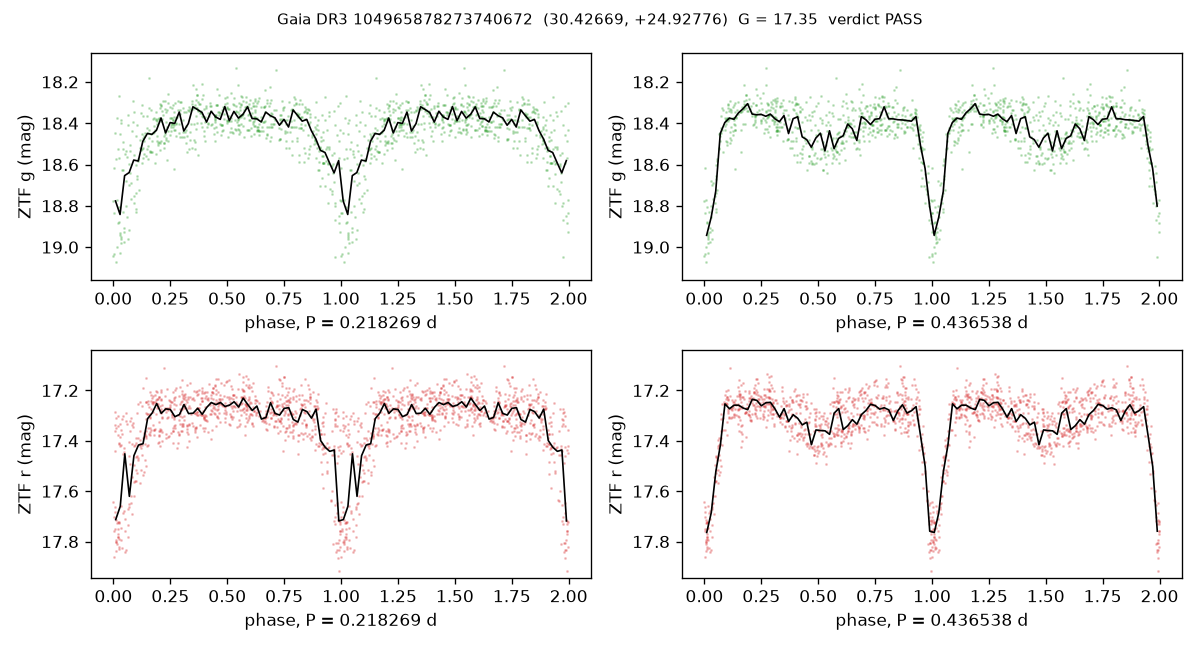 Gaia DR3 104965878273740672 (30.42669, +24.92776) G = 17.35 verdict PASS
ZTF g (mag)
18.2
18.4
18.6
18.8
19.0
0.00 0.25 0.50 0.75 1.00 1.25 1.50 1.75 2.00
phase, P = 0.218269 d
ZTF g (mag)
18.2
18.4
18.6
18.8
19.0
0.00 0.25 0.50 0.75 1.00 1.25 1.50 1.75 2.00
phase, P = 0.436538 d
ZTF r (mag)
17.2
17.4
17.6
17.8
0.00 0.25 0.50 0.75 1.00 1.25 1.50 1.75 2.00
phase, P = 0.218269 d
ZTF r (mag)
17.2
17.4
17.6
17.8
0.00 0.25 0.50 0.75 1.00 1.25 1.50 1.75 2.00
phase, P = 0.436538 d